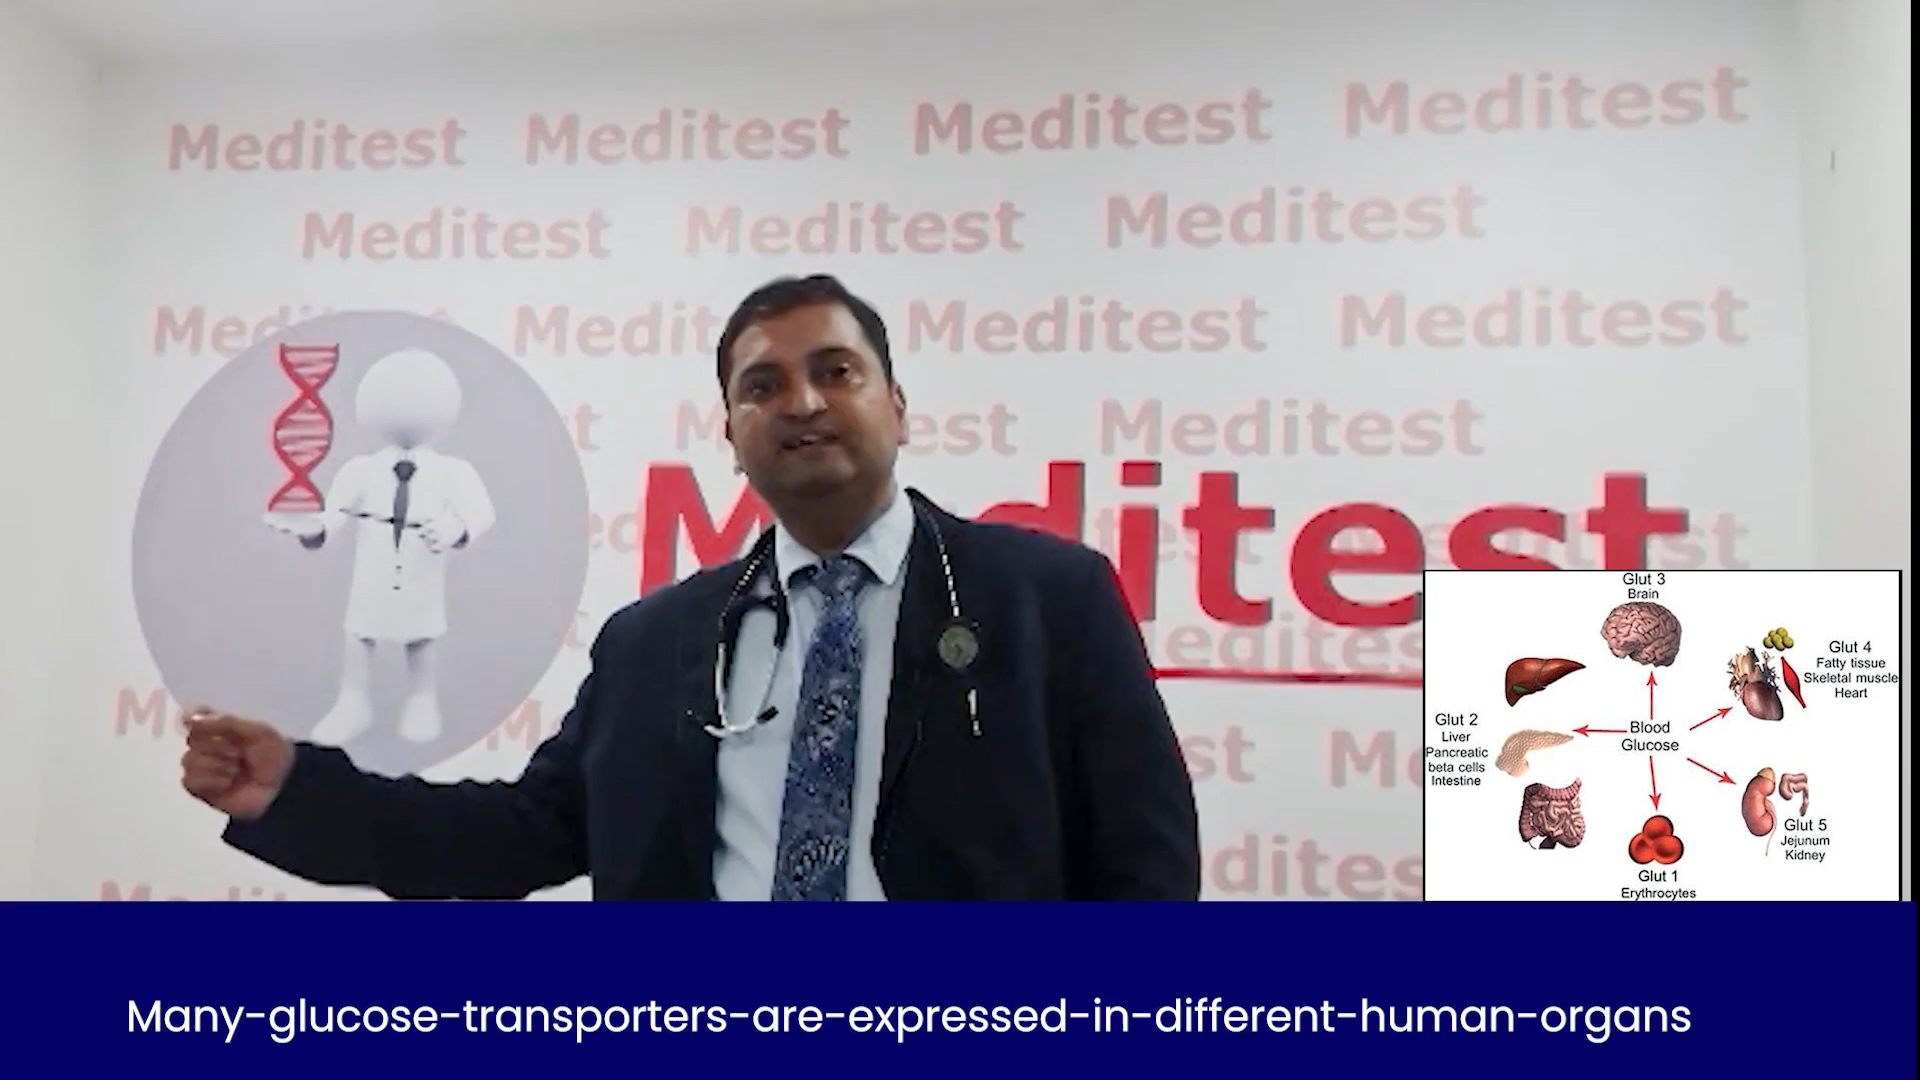 Meditest Meditest Meditest Meditest
Meditest Meditest Meditest
Meditest Meditest Meditest
Meditest
Meditest
Glut 3
Brain
Glut 4
Fatty tissue
Skeletal muscle
Heart
Glut 2
Liver
Pancreatic
beta cells
Intestine
Blood
Glucose
Glut 5
Jejunum
Kidney
Glut 1
Erythrocytes
Many-glucose-transporters-are-expressed-in-different-human-organs